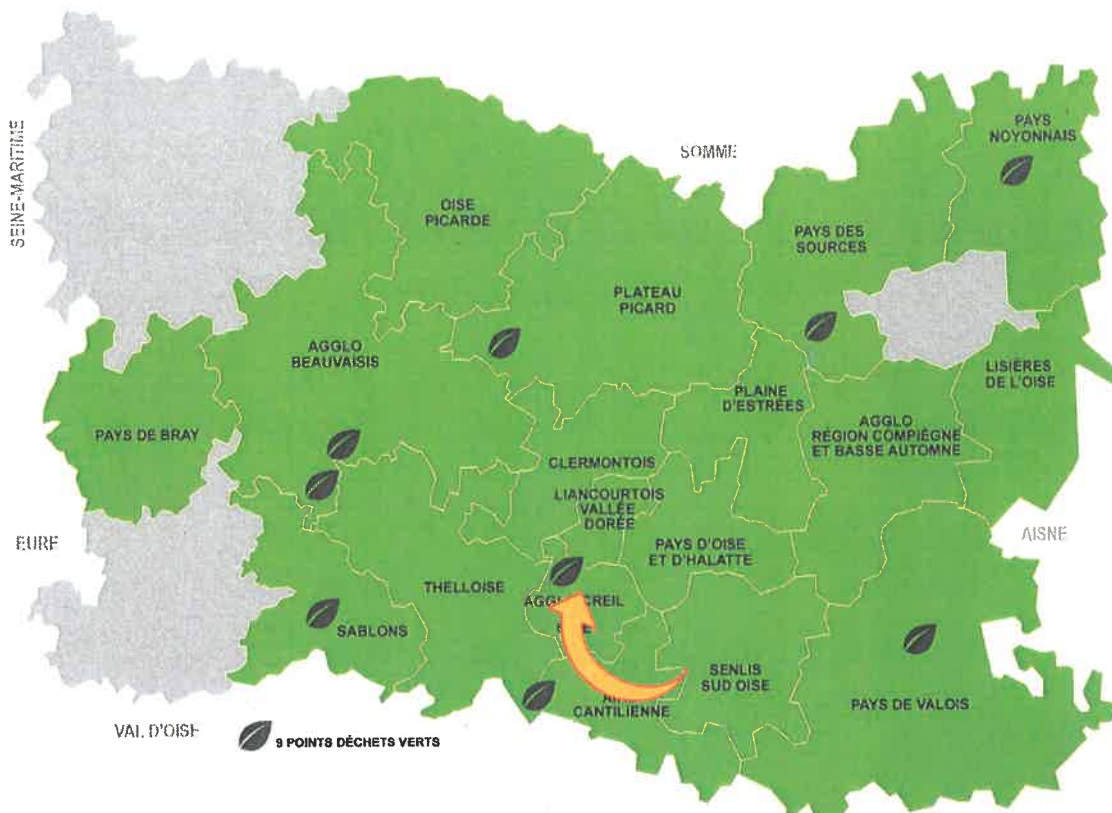 SEINE-MARITIME
SOMME
PAYS
NOYONNAIS
OISE
PICARDE
PAYS DES
SOURCES
PLATEAU
PICARD
AGGLO
BEAUVAISIS
LISIÈRES
DE L'OISE
PLAINE
D'ESTRÉES
PAYS DE BRAY
AGGLO
RÉGION COMPIÈGNE
ET BASSE AUTOMNE
CLERMONTOIS
LIANCOURTOIS
VALLÉE
DORÉE
EURE
AISNE
PAYS D'OISE
ET D'HALATTE
THELLOISE
CREIL
SABLONS
SENLIS
SUD OISE
CANTILIENNE
PAYS DE VALOIS
VAL D'OISE
9 POINTS DÉCHETS VERTS